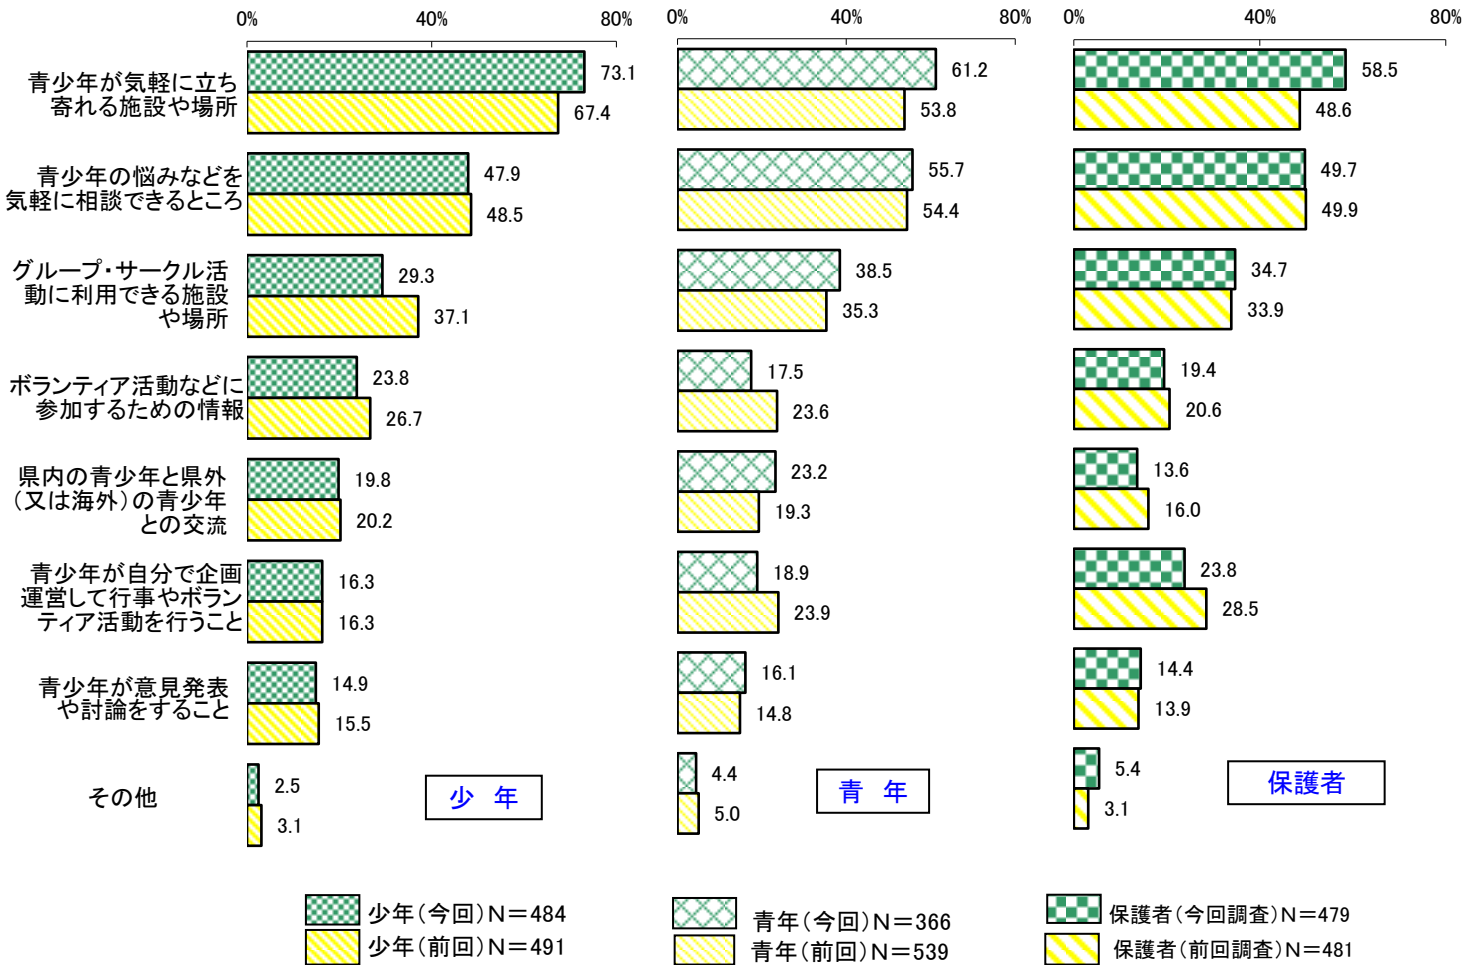 0%
40%
80%
0%
40%
80%
0%
40%
80%
青少年が気軽に立ち
寄れる施設や場所
73.1
67.4
61.2
53.8
58.5
48.6
青少年の悩みなどを
気軽に相談できるところ
47.9
48.5
55.7
54.4
49.7
49.9
グループ・サークル活
動に利用できる施設
や場所
29.3
37.1
38.5
35.3
34.7
33.9
ボランティア活動などに
参加するための情報
23.8
26.7
17.5
23.6
19.4
20.6
県内の青少年と県外
(又は海外)の青少年
との交流
19.8
20.2
23.2
19.3
13.6
16.0
青少年が自分で企画
運営して行事やボラン
ティア活動を行うこと
16.3
16.3
18.9
23.9
23.8
28.5
青少年が意見発表
や討論をすること
14.9
15.5
16.1
14.8
14.4
13.9
その他
2.5
3.1
4.4
5.0
5.4
3.1
少 年
青 年
保護者
少年(今回)N=484
少年(前回)N=491
青年(今回)N=366
青年(前回)N=539
保護者(今回調査)N=479
保護者(前回調査)N=481